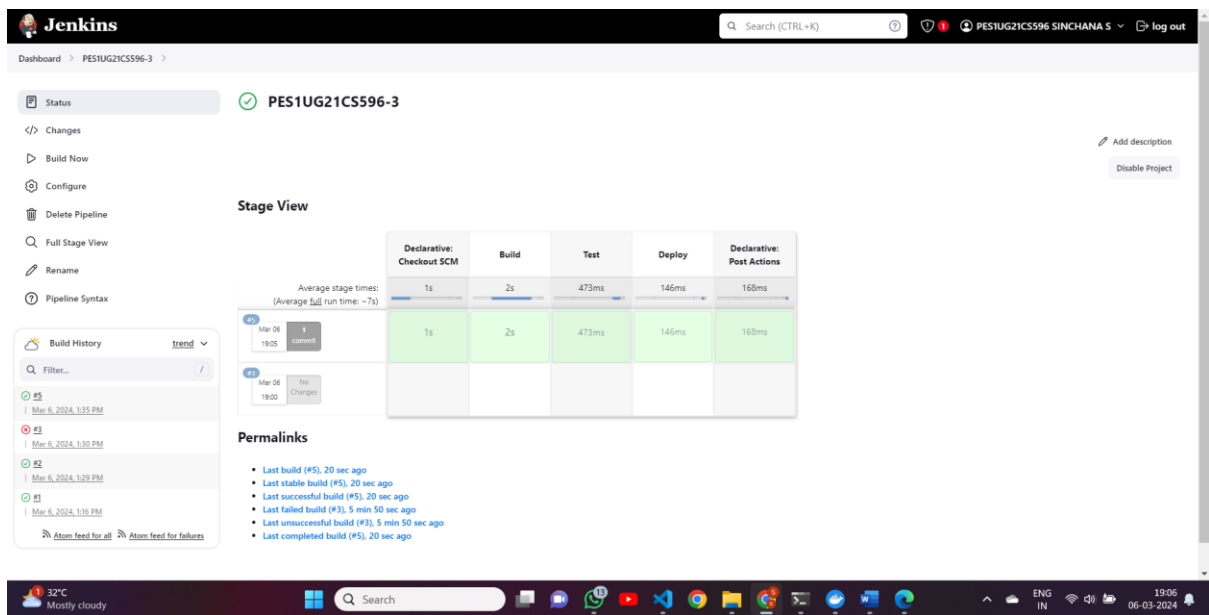 Jenkins
Search (CTRL+K)
?
1
PES1UG21CS596 SINCHANA S
log out
Dashboard > PES1UG21CS596-3 >
Status
</> Changes
Build Now
Configure
Delete Pipeline
Full Stage View
Rename
Pipeline Syntax
Build History
trend
Filter...
/
#5
Mar 6, 2024, 1:35 PM
#3
Mar 6, 2024, 1:30 PM
#2
Mar 6, 2024, 1:29 PM
#1
Mar 6, 2024, 1:16 PM
Atom feed for all
Atom feed for failures
PES1UG21CS596-3
Add description
Disable Project
Stage View
Declarative: Checkout SCM
Build
Test
Deploy
Declarative: Post Actions
Average stage times:
(Average full run time: ~7s)
1s
2s
473ms
146ms
168ms
#5
Mar 06
19:05
1
commit
1s
2s
473ms
146ms
168ms
#3
Mar 06
19:00
No
Changes
Permalinks
Last build (#5), 20 sec ago
Last stable build (#5), 20 sec ago
Last successful build (#5), 20 sec ago
Last failed build (#3), 5 min 50 sec ago
Last unsuccessful build (#3), 5 min 50 sec ago
Last completed build (#5), 20 sec ago
1
32°C
Mostly cloudy
Search
13
ENG
IN
19:06
06-03-2024